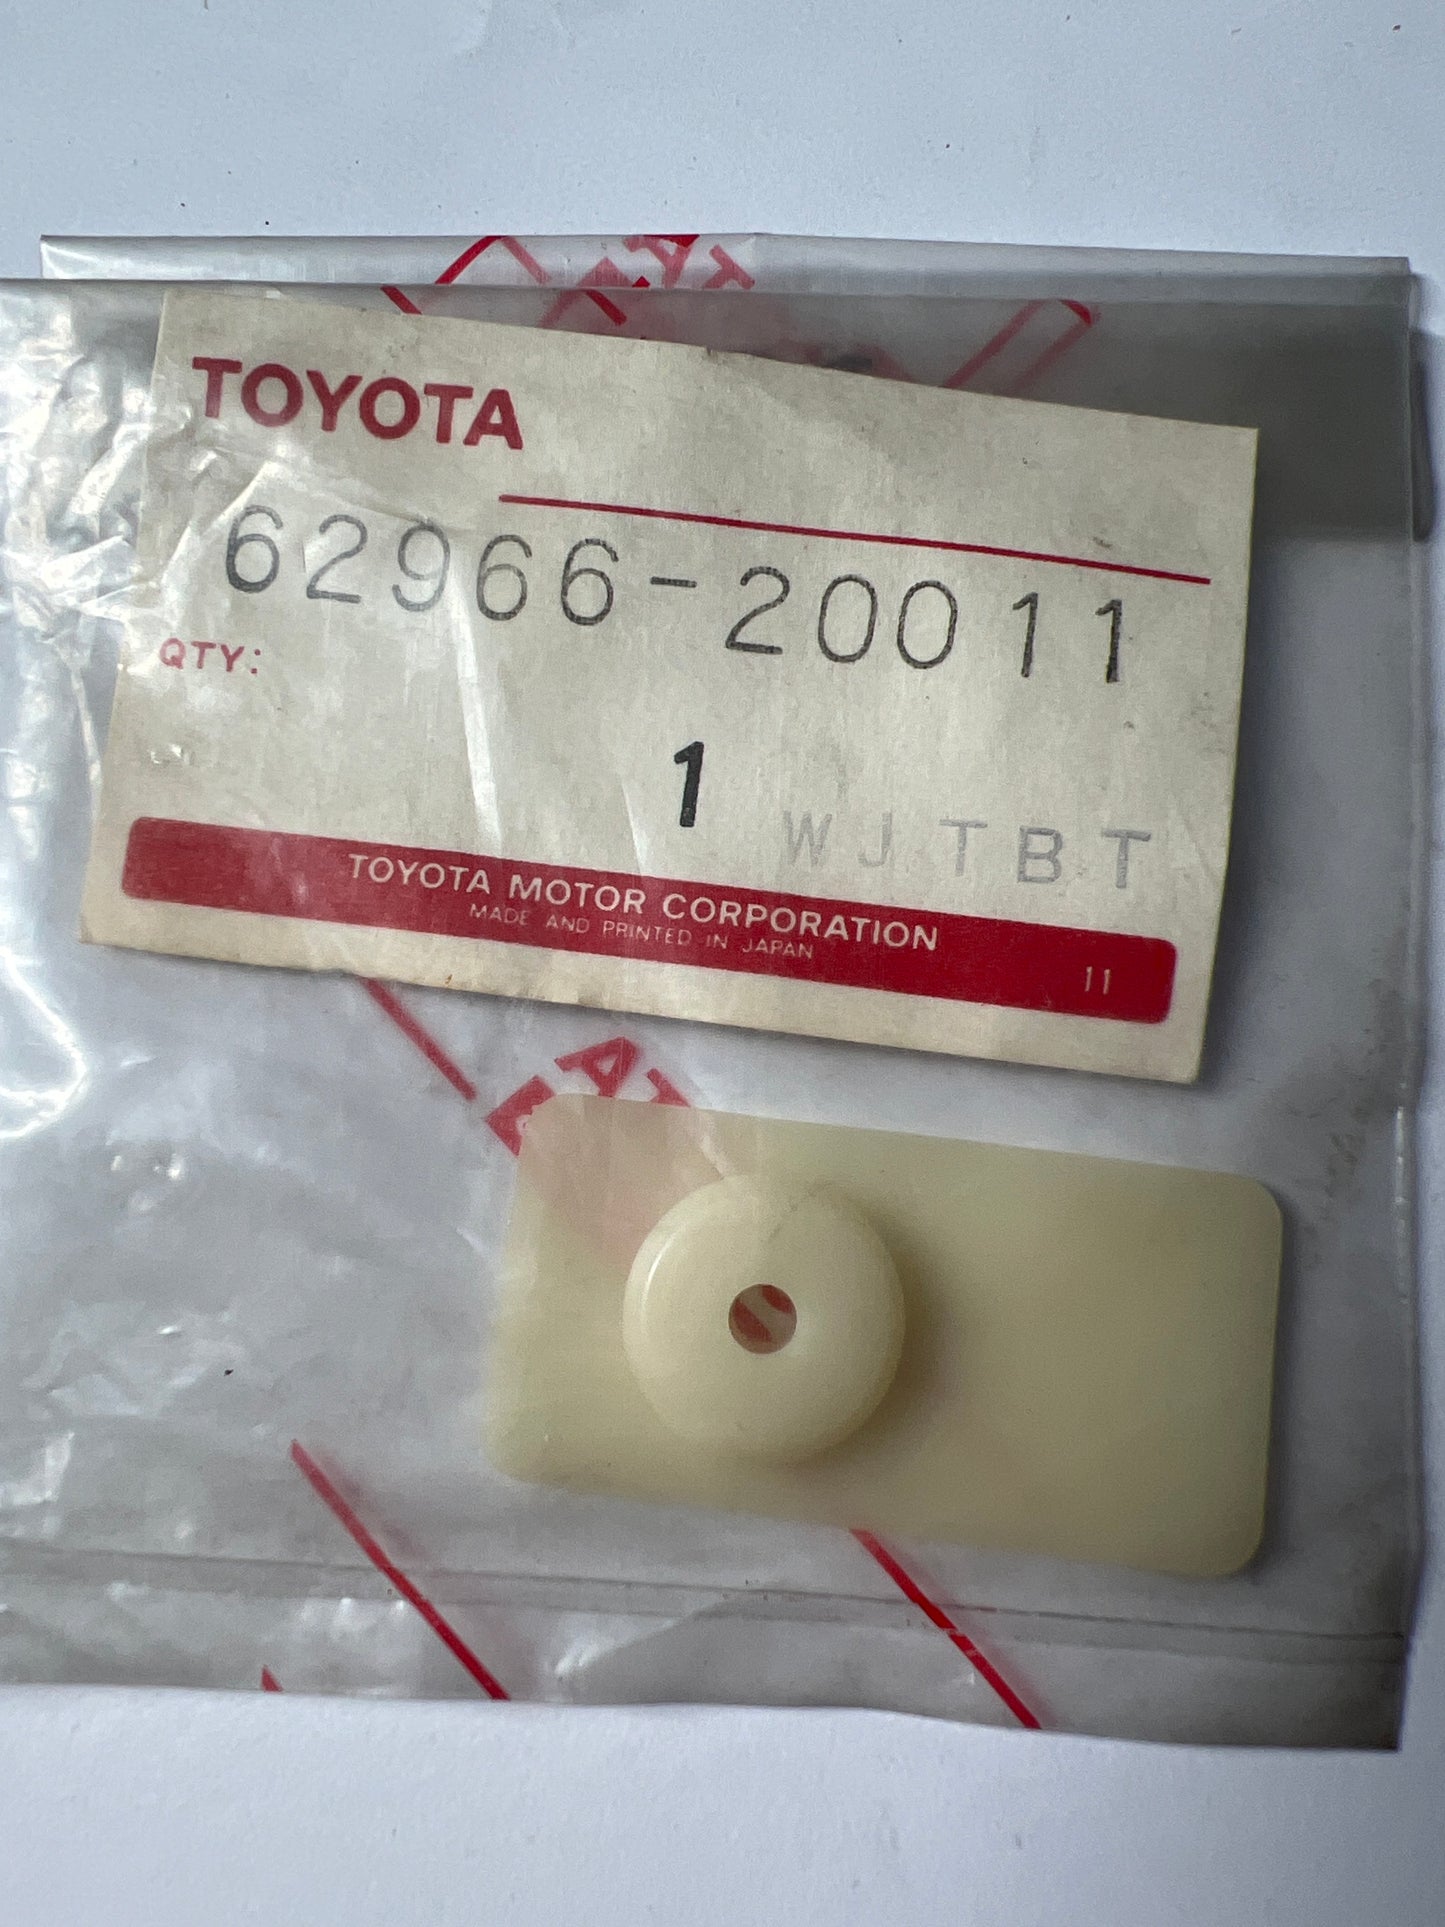 TOYOTA
62966-20011
QTY:
1 WJTBT
TOYOTA MOTOR CORPORATION
MADE AND PRINTED IN JAPAN
11